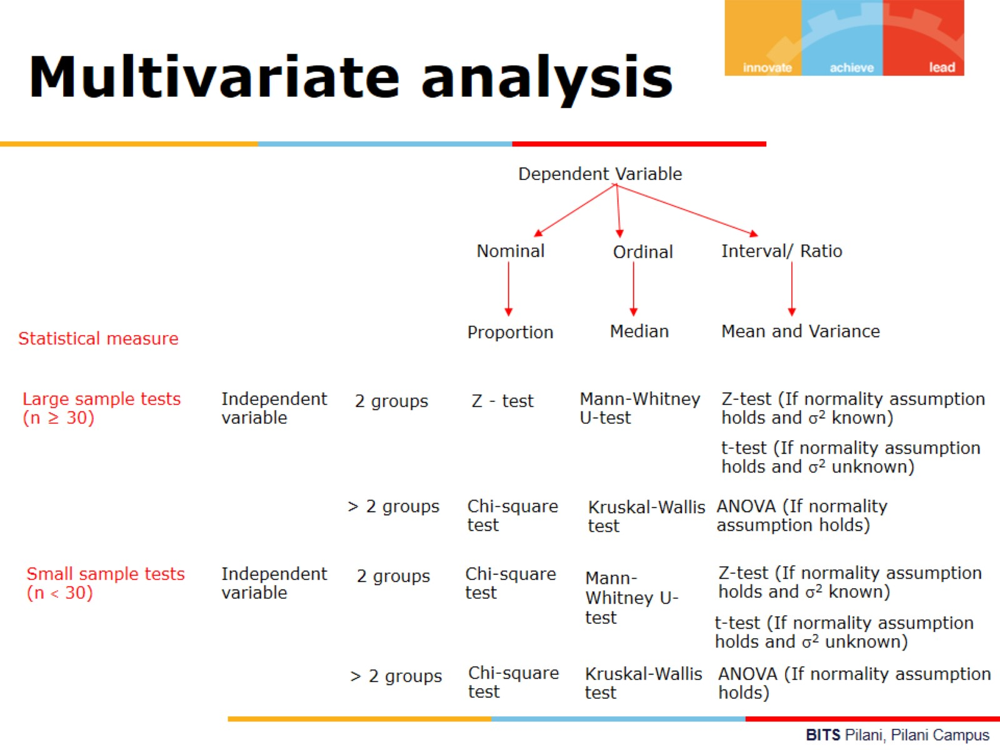 innovate achieve lead
Multivariate analysis
Dependent Variable
Nominal Ordinal Interval/ Ratio
Statistical measure Proportion Median Mean and Variance
Large sample tests
(n ≥ 30)
Independent
variable
2 groups
Z - test
Mann-Whitney
U-test
Z-test (If normality assumption
holds and σ² known)
t-test (If normality assumption
holds and σ² unknown)
> 2 groups
Chi-square
test
Kruskal-Wallis
test
ANOVA (If normality
assumption holds)
Small sample tests
(n < 30)
Independent
variable
2 groups
Chi-square
test
Mann-
Whitney U-
test
Z-test (If normality assumption
holds and σ² known)
t-test (If normality assumption
holds and σ² unknown)
> 2 groups
Chi-square
test
Kruskal-Wallis
test
ANOVA (If normality assumption
holds)
BITS Pilani, Pilani Campus